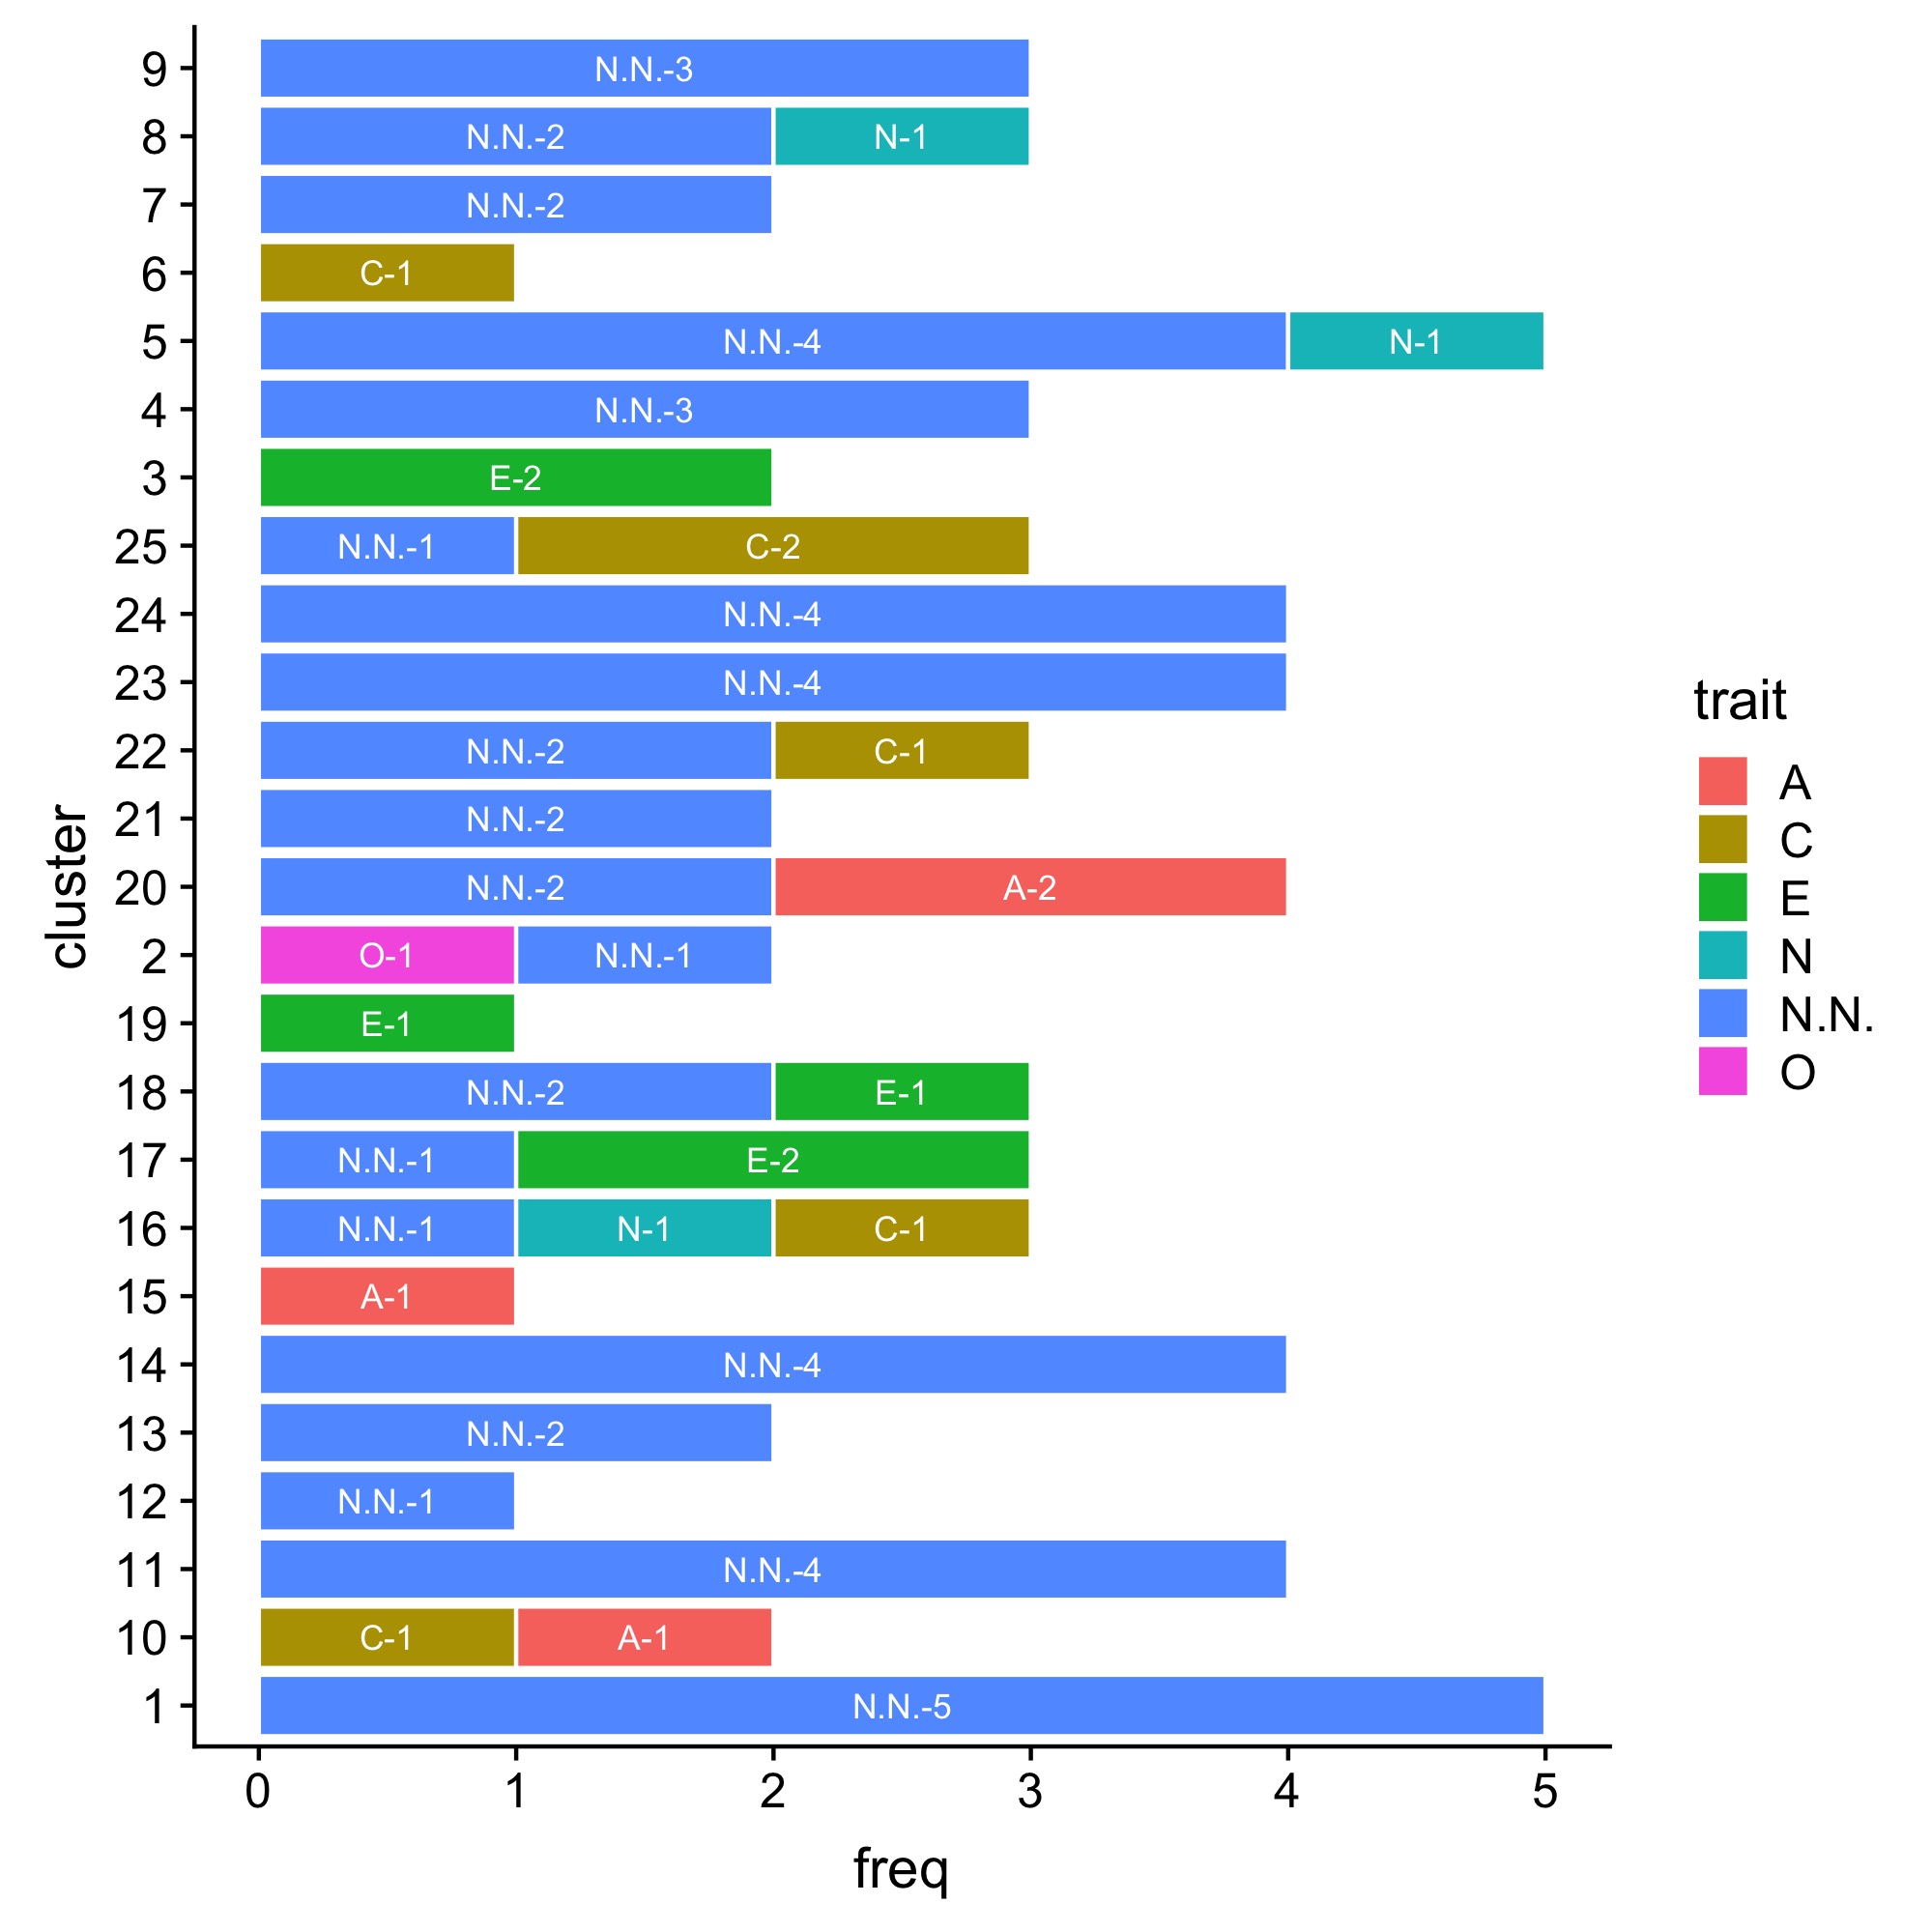 9 N.N.-3
8 N.N.-2 N-1
7 N.N.-2
6 C-1
5 N.N.-4 N-1
4 N.N.-3
3 E-2
25 N.N.-1 C-2
24 N.N.-4
23 N.N.-4
22 N.N.-2 C-1
21 N.N.-2
20 N.N.-2 A-2
2 O-1 N.N.-1
19 E-1
18 N.N.-2 E-1
17 N.N.-1 E-2
16 N.N.-1 N-1 C-1
15 A-1
14 N.N.-4
13 N.N.-2
12 N.N.-1
11 N.N.-4
10 C-1 A-1
1 N.N.-5
0 1 2 3 4 5
freq
cluster
trait
A
C
E
N
N.N.
O